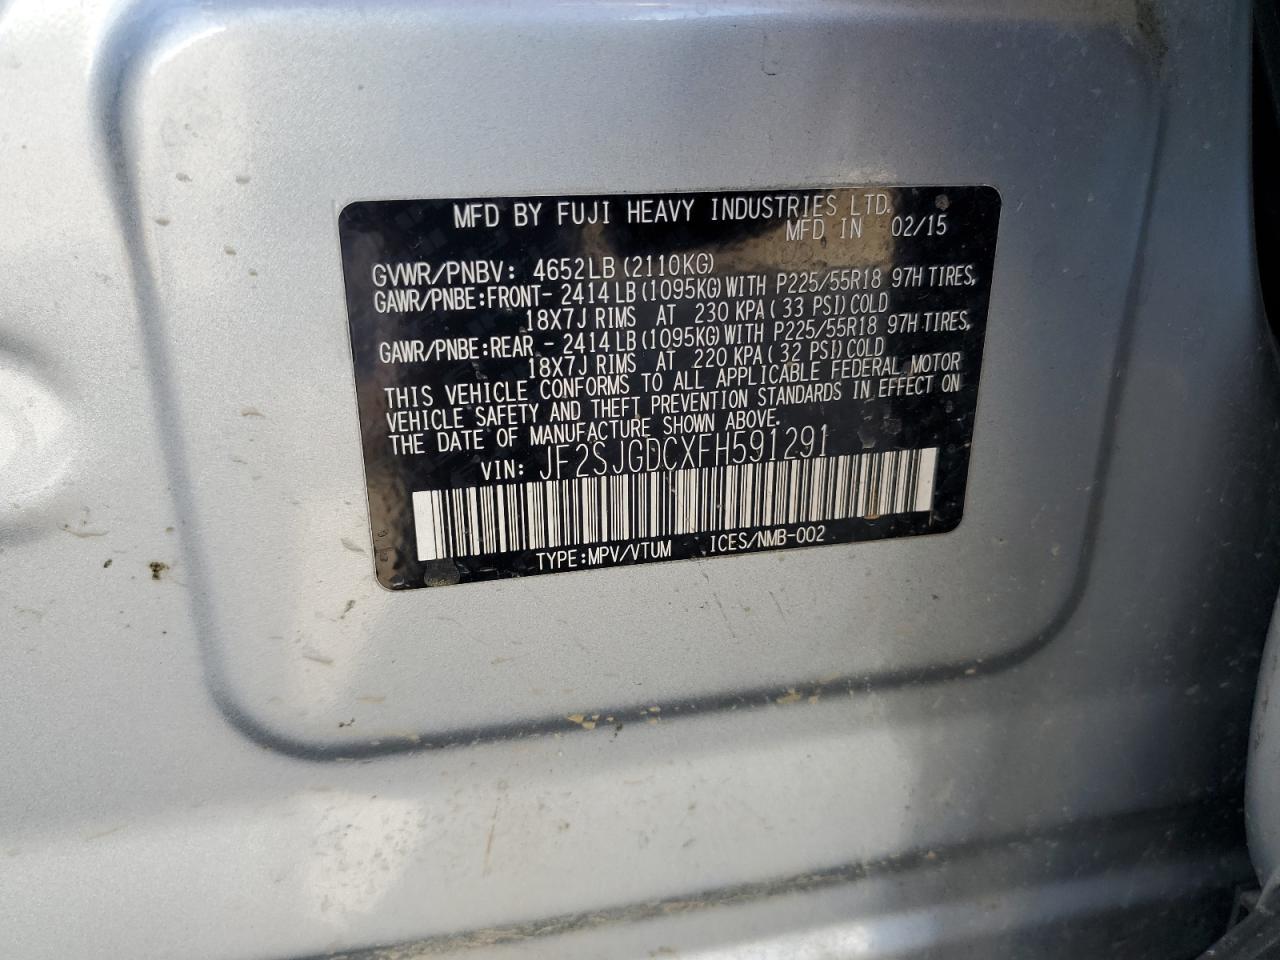 MFD BY FUJI HEAVY INDUSTRIES LTD.
MFD IN 02/15
GVWR/PNBV: 4652LB (2110KG)
GAWR/PNBE:FRONT- 2414 LB (1095KG) WITH P225/55R18 97H TIRES,
18X7J RIMS AT 230 KPA ( 33 PSI) COLD
GAWR/PNBE:REAR - 2414 LB (1095KG) WITH P225/55R18 97H TIRES,
18X7J RIMS AT 220 KPA ( 32 PSI) COLD
THIS VEHICLE CONFORMS TO ALL APPLICABLE FEDERAL MOTOR
VEHICLE SAFETY AND THEFT PREVENTION STANDARDS IN EFFECT ON
THE DATE OF MANUFACTURE SHOWN ABOVE.
VIN: JF2SJGDCXFH591291
TYPE:MPV/VTUM ICES/NMB-002